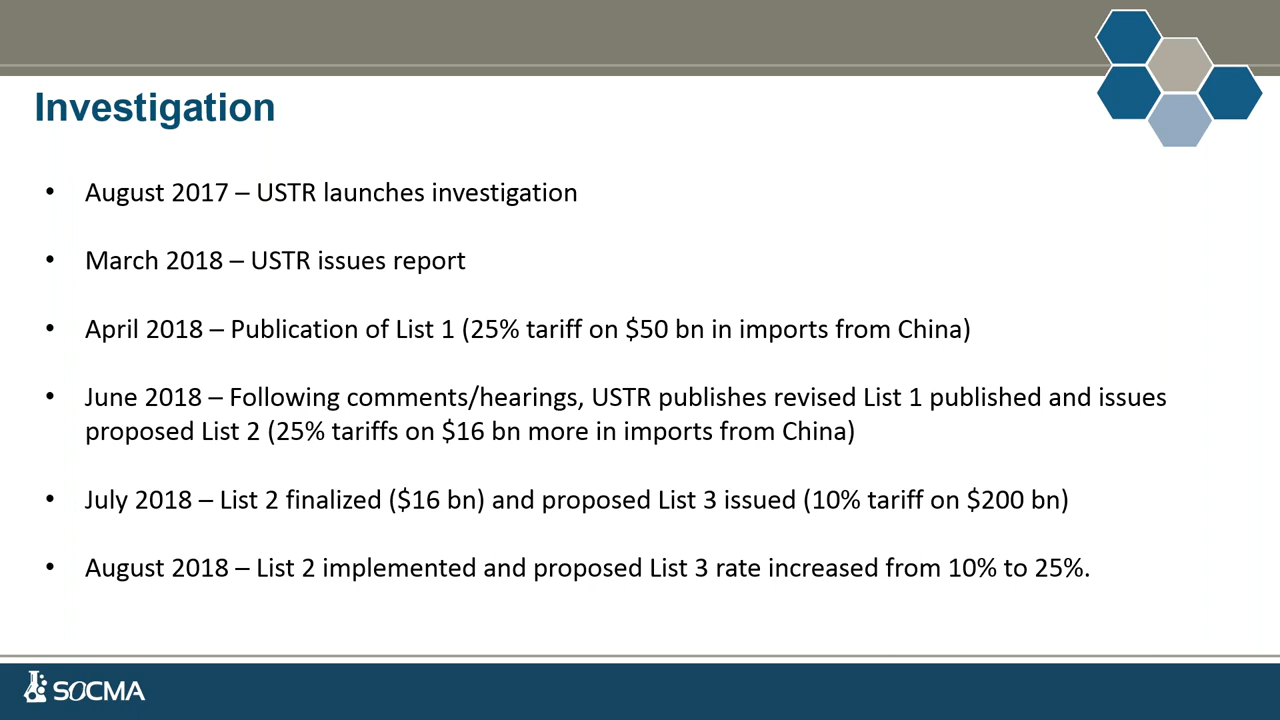 Investigation
• August 2017 – USTR launches investigation
• March 2018 – USTR issues report
• April 2018 – Publication of List 1 (25% tariff on $50 bn in imports from China)
• June 2018 – Following comments/hearings, USTR publishes revised List 1 published and issues
proposed List 2 (25% tariffs on $16 bn more in imports from China)
• July 2018 – List 2 finalized ($16 bn) and proposed List 3 issued (10% tariff on $200 bn)
• August 2018 – List 2 implemented and proposed List 3 rate increased from 10% to 25%.
SOCMA